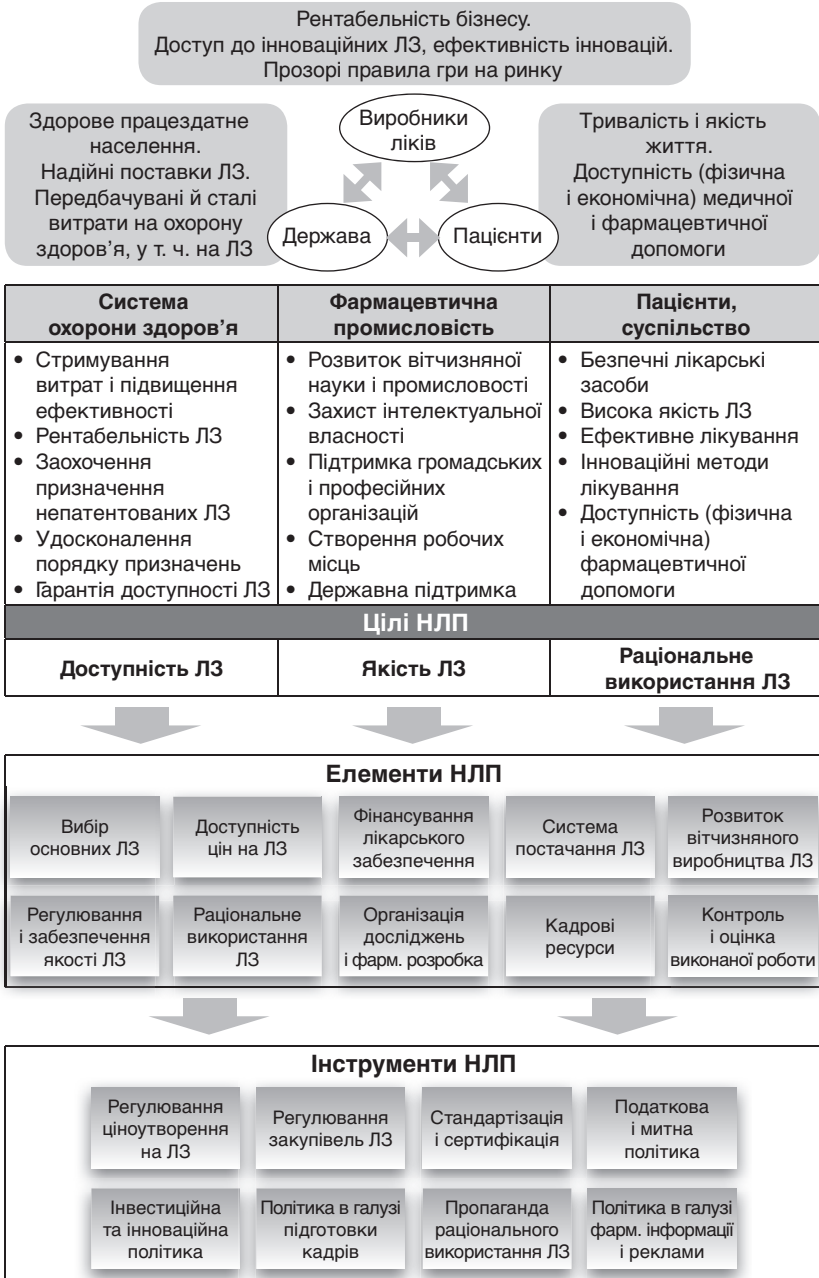 Рентабельність бізнесу.
Доступ до інноваційних ЛЗ, ефективність інновацій.
Прозорі правила гри на ринку
Здорове працездатне
населення.
Надійні поставки ЛЗ.
Передбачувані й сталі
витрати на охорону
здоров’я, у т. ч. на ЛЗ
Виробники
ліків
Держава
Пацієнти
Тривалість і якість
життя.
Доступність (фізична
і економічна) медичної
і фармацевтичної
допомоги
Система
охорони здоров’я
• Стримування
витрат і підвищення
ефективності
• Рентабельність ЛЗ
• Заохочення
призначення
непатентованих ЛЗ
• Удосконалення
порядку призначень
• Гарантія доступності ЛЗ
Фармацевтична
промисловість
• Розвиток вітчизняної
науки і промисловості
• Захист інтелектуальної
власності
• Підтримка громадських
і професійних
організацій
• Створення робочих
місць
• Державна підтримка
Пацієнти,
суспільство
• Безпечні лікарські
засоби
• Висока якість ЛЗ
• Ефективне лікування
• Інноваційні методи
лікування
• Доступність (фізична
і економічна)
фармацевтичної
допомоги
Цілі НЛП
Доступність ЛЗ
Якість ЛЗ
Раціональне
використання ЛЗ
Елементи НЛП
Вибір
основних ЛЗ
Доступність
цін на ЛЗ
Фінансування
лікарського
забезпечення
Система
постачання ЛЗ
Розвиток
вітчизняного
виробництва ЛЗ
Регулювання
і забезпечення
якості ЛЗ
Раціональне
використання
ЛЗ
Організація
досліджень
і фарм. розробка
Кадрові
ресурси
Контроль
і оцінка
виконаної роботи
Інструменти НЛП
Регулювання
ціноутворення
на ЛЗ
Регулювання
закупівель ЛЗ
Стандартізація
і сертифікація
Податкова
і митна
політика
Інвестиційна
та інноваційна
політика
Політика в галузі
підготовки
кадрів
Пропаганда
раціонального
використання ЛЗ
Політика в галузі
фарм. інформації
і реклами